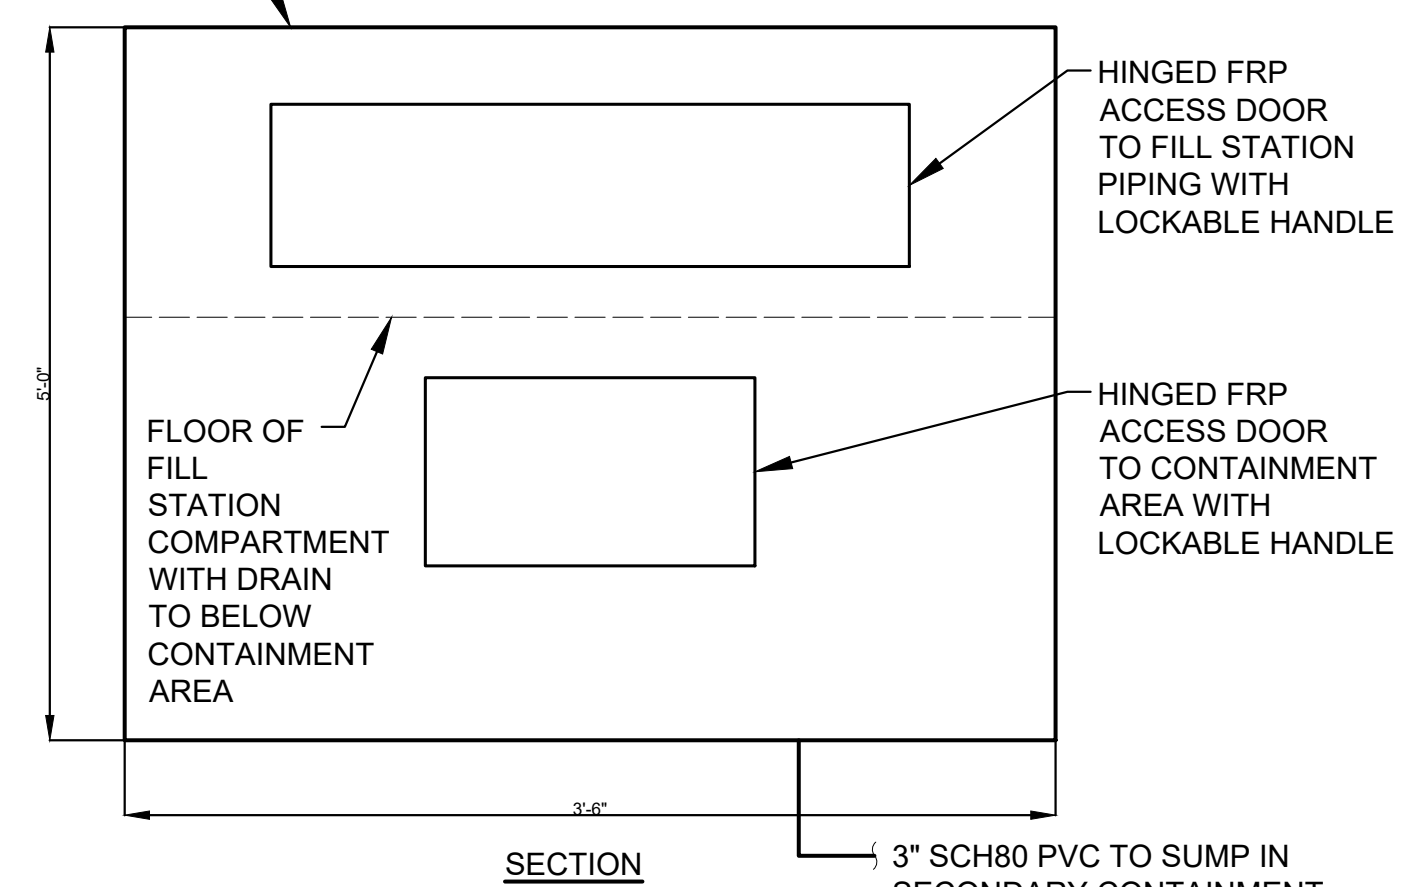 HINGED FRP
ACCESS DOOR
TO FILL STATION
PIPING WITH
LOCKABLE HANDLE
5'-0"
FLOOR OF
FILL
STATION
COMPARTMENT
WITH DRAIN
TO BELOW
CONTAINMENT
AREA
HINGED FRP
ACCESS DOOR
TO CONTAINMENT
AREA WITH
LOCKABLE HANDLE
3'-6"
SECTION
3" SCH80 PVC TO SUMP IN
SECONDARY CONTAINMENT